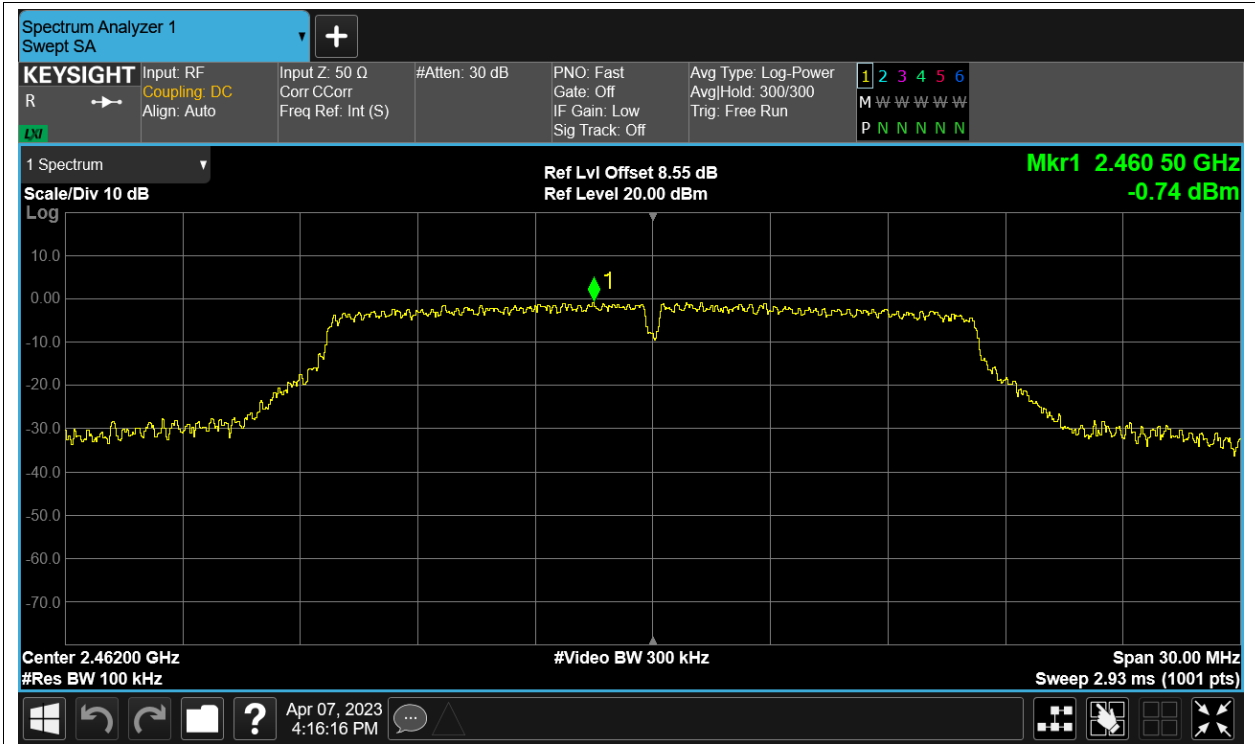 Spectrum Analyzer 1
Swept SA
KEYSIGHT
R
LXI
Input: RF
Coupling: DC
Align: Auto
Input Z: 50 Ω
Corr CCorr
Freq Ref: Int (S)
#Atten: 30 dB
PNO: Fast
Gate: Off
IF Gain: Low
Sig Track: Off
Avg Type: Log-Power
Avg|Hold: 300/300
Trig: Free Run
1 2 3 4 5 6
M W W W W W
P N N N N N
1 Spectrum
Scale/Div 10 dB
Log
Ref Lvl Offset 8.55 dB
Ref Level 20.00 dBm
Mkr1 2.460 50 GHz
-0.74 dBm
10.0
0.00
-10.0
-20.0
-30.0
-40.0
-50.0
-60.0
-70.0
1
Center 2.46200 GHz
#Res BW 100 kHz
#Video BW 300 kHz
Span 30.00 MHz
Sweep 2.93 ms (1001 pts)
?
Apr 07, 2023
4:16:16 PM